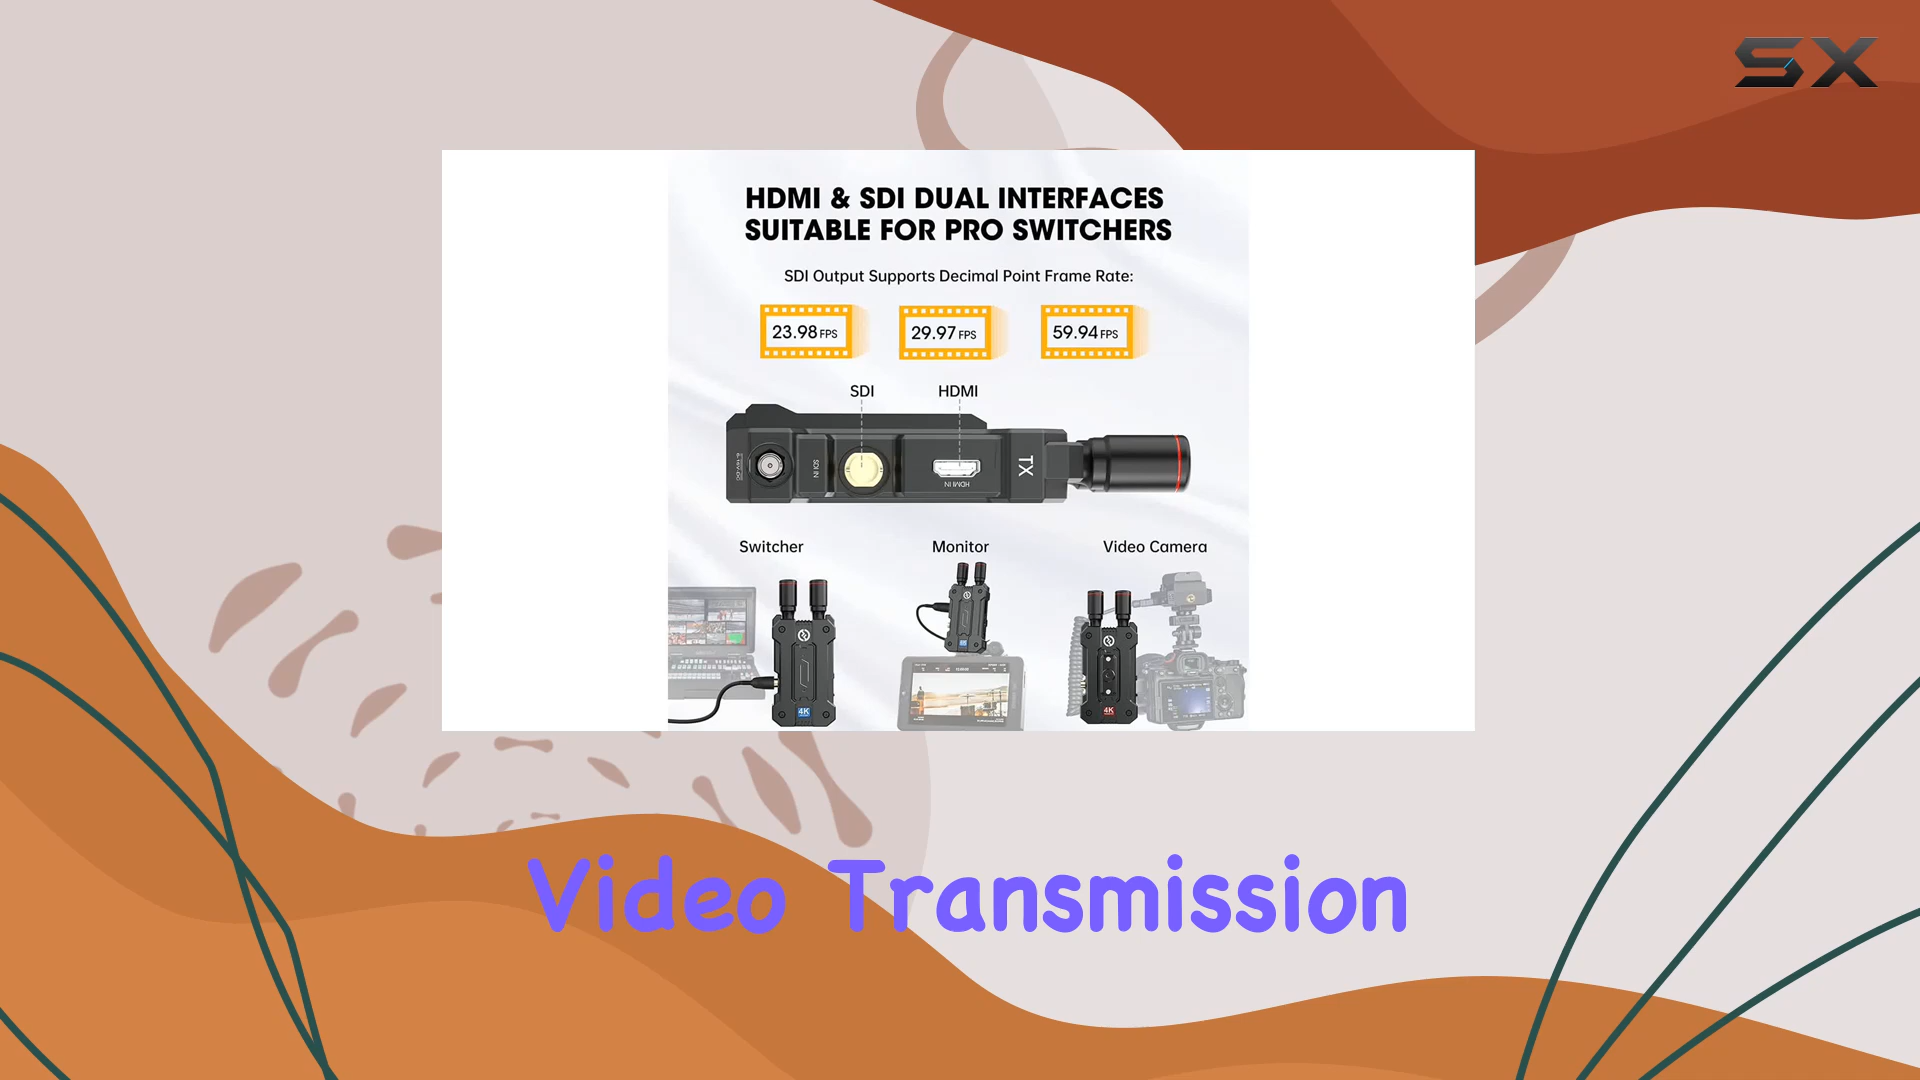 SX
HDMI & SDI DUAL INTERFACES
SUITABLE FOR PRO SWITCHERS
SDI Output Supports Decimal Point Frame Rate:
23.98 FPS
29.97 FPS
59.94 FPS
SDI
HDMI
SDI IN
HDMI IN
TX
Switcher
Monitor
Video Camera
4K
4K
Video Transmission